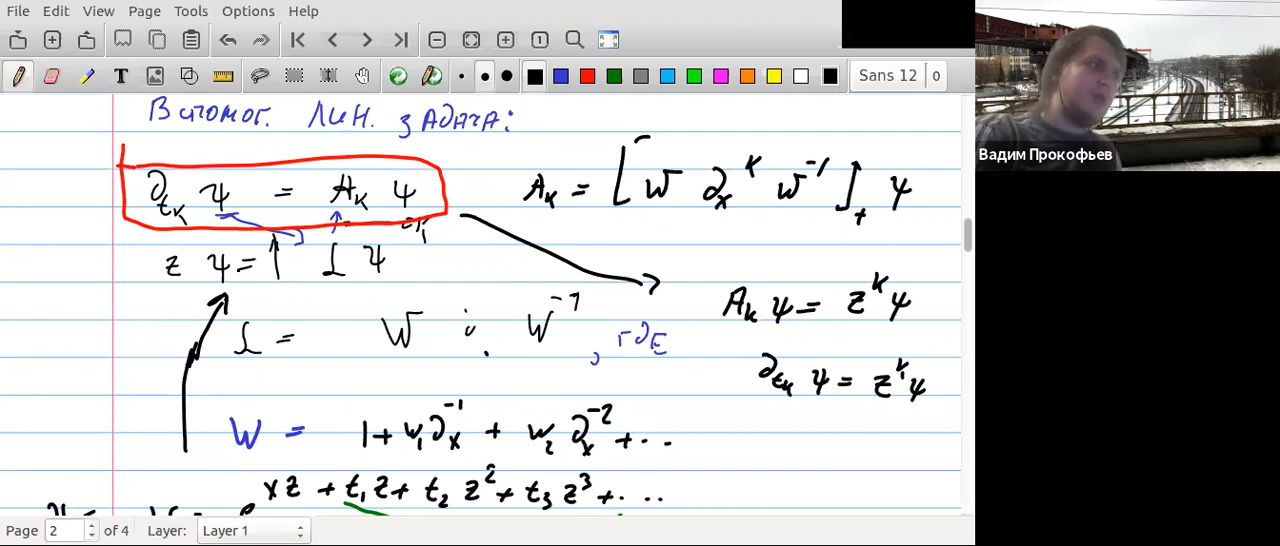 File Edit View Tools Options Help
Sans 12 0
Вспомог. Лин. задача:
∂_{t_k} Ψ = A_k Ψ
A_k = [W ∂_x^k W^{-1}]_+ Ψ
z Ψ = L Ψ
A_k Ψ = z^k Ψ
L = W W^{-1}, где
∂_{t_k} Ψ = z^k Ψ
W = 1 + w_1 ∂_x^{-1} + w_2 ∂_x^{-2} + ...
xz + t_1 z + t_2 z^2 + t_3 z^3 + ...
Page 2 of 4 Layer: Layer 1
Вадим Прокофьев